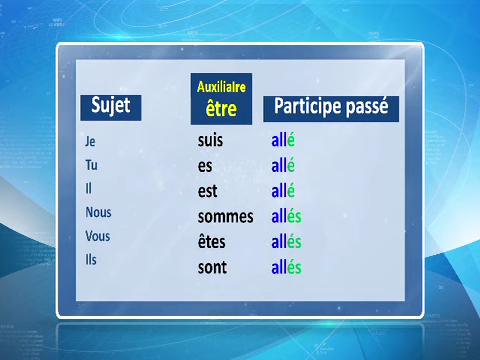 Sujet Auxiliaire être Participe passé
Je suis allé
Tu es allé
Il est allé
Nous sommes allés
Vous êtes allés
Ils sont allés